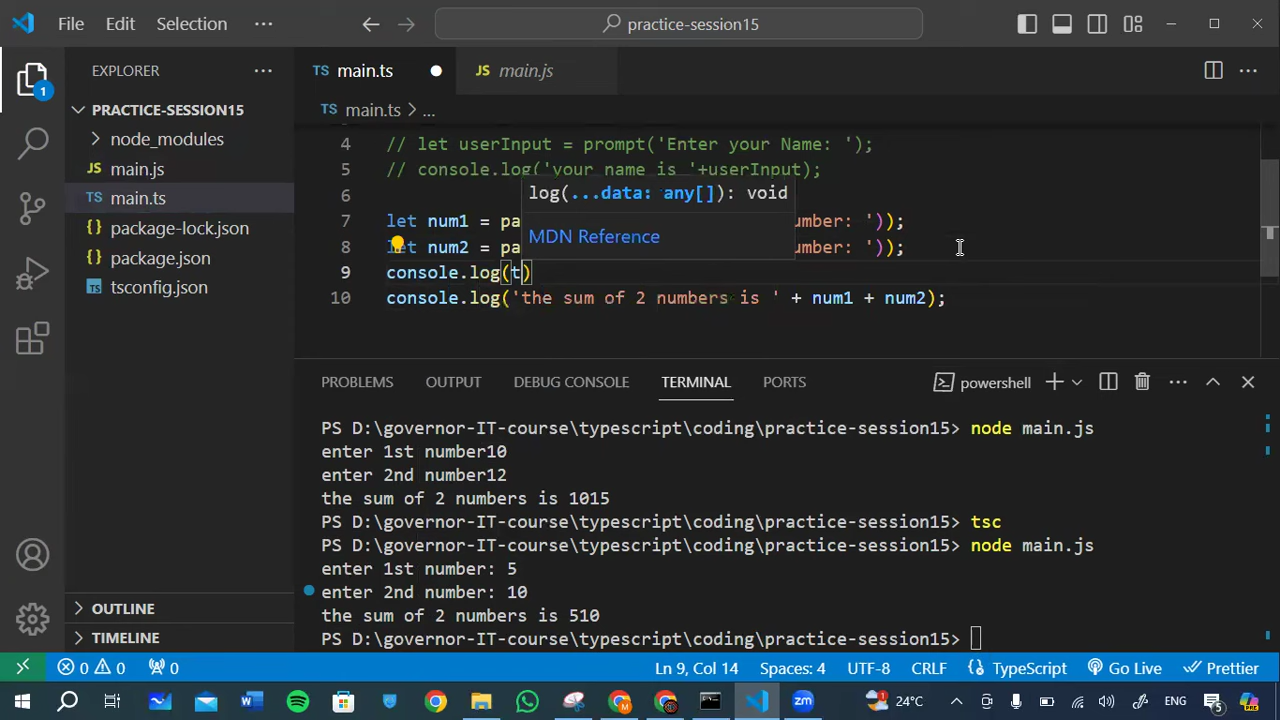 File Edit Selection ··· practice-session15
EXPLORER ···
PRACTICE-SESSION15
node_modules
JS main.js
TS main.ts
{} package-lock.json
{} package.json
{} tsconfig.json
OUTLINE
TIMELINE
1
TS main.ts ● JS main.js
TS main.ts > ...
4 // let userInput = prompt('Enter your Name: ');
5 // console.log('your name is '+userInput);
6
log(...data: any[]): void
MDN Reference
7 let num1 = pa umber: '));
8 let num2 = pa umber: '));
9 console.log(t)
10 console.log('the sum of 2 numbers is ' + num1 + num2);
PROBLEMS OUTPUT DEBUG CONSOLE TERMINAL PORTS powershell
PS D:\governor-IT-course\typescript\coding\practice-session15> node main.js
enter 1st number10
enter 2nd number12
the sum of 2 numbers is 1015
PS D:\governor-IT-course\typescript\coding\practice-session15> tsc
PS D:\governor-IT-course\typescript\coding\practice-session15> node main.js
enter 1st number: 5
enter 2nd number: 10
the sum of 2 numbers is 510
PS D:\governor-IT-course\typescript\coding\practice-session15>
0 0 0 Ln 9, Col 14 Spaces: 4 UTF-8 CRLF {} TypeScript Go Live Prettier
zm 24°C ENG 5